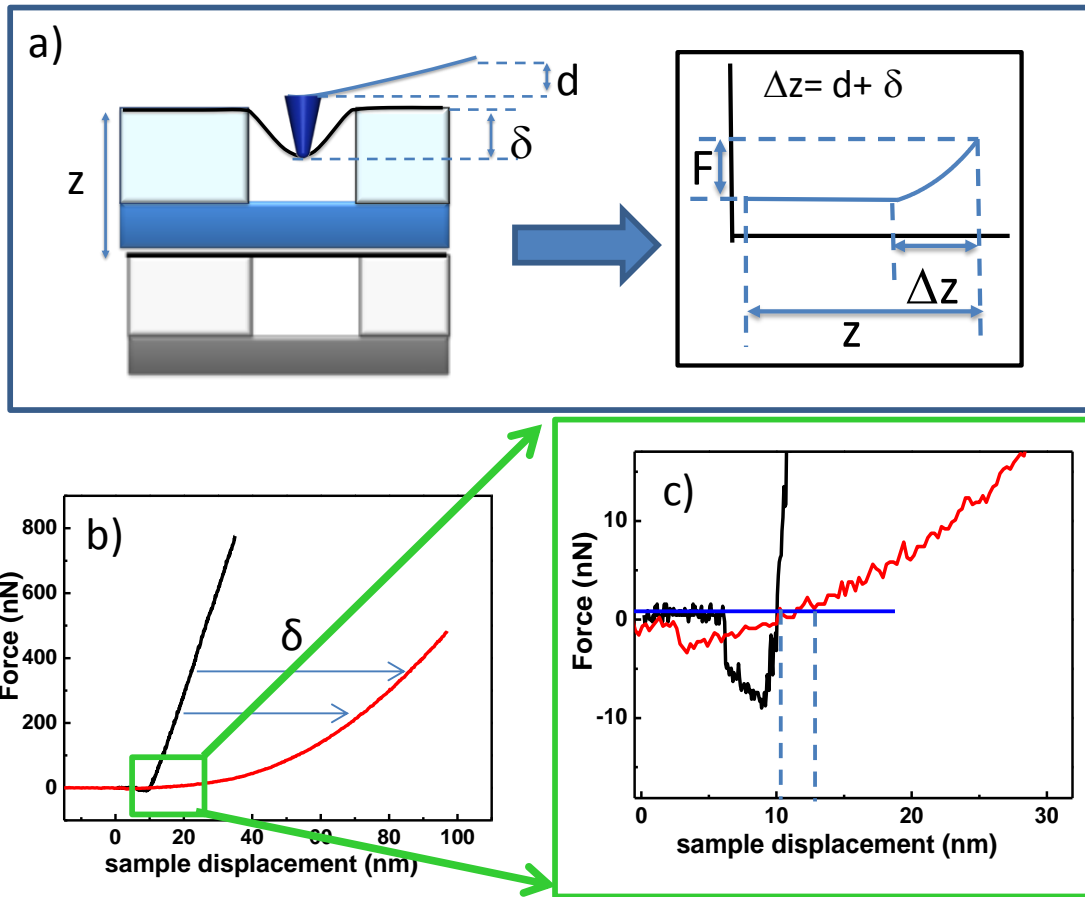 a)
d
δ
z
Δz= d+ δ
F
Δz
z
b)
800
600
400
200
0
Force (nN)
δ
0 20 40 60 80 100
sample displacement (nm)
c)
10
0
-10
Force (nN)
0 10 20 30
sample displacement (nm)